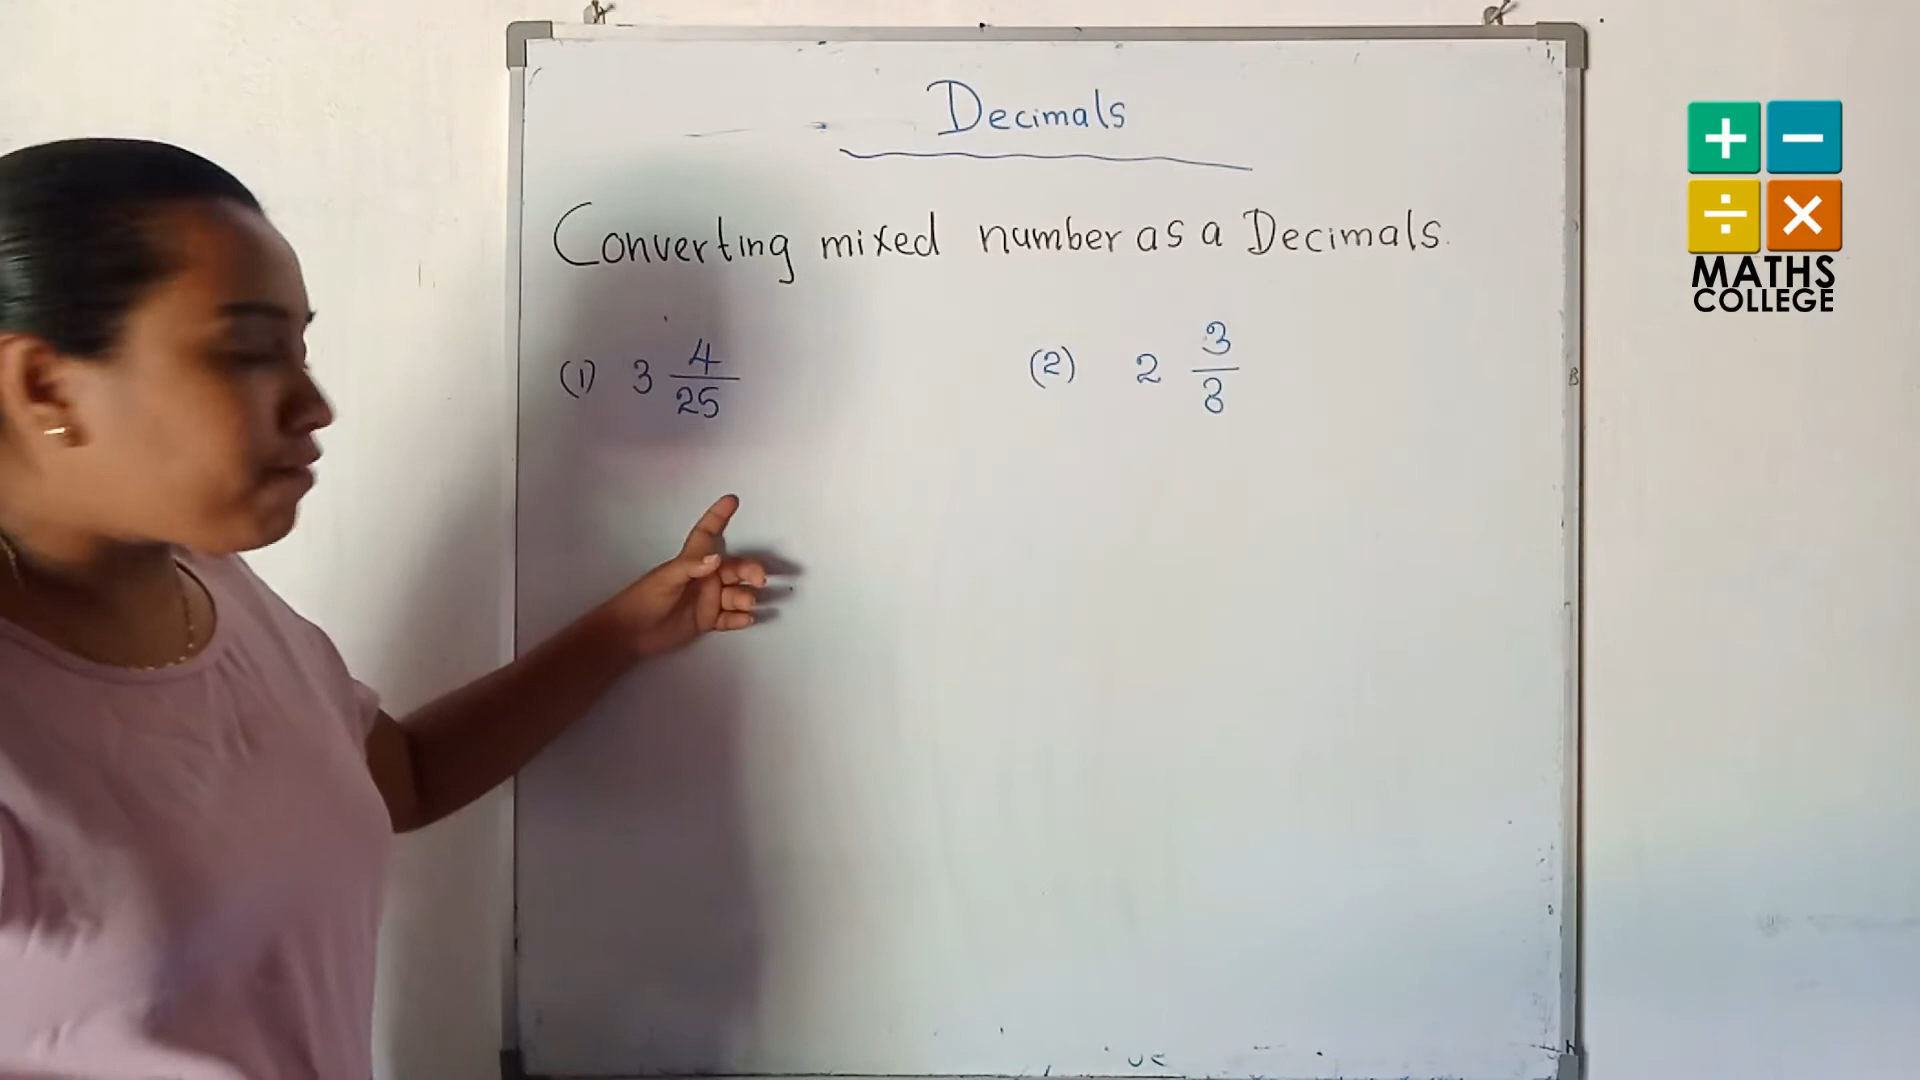 Decimals
Converting mixed number as a Decimals.
(1) 3 4/25
(2) 2 3/8
+ −
÷ ×
MATHS
COLLEGE